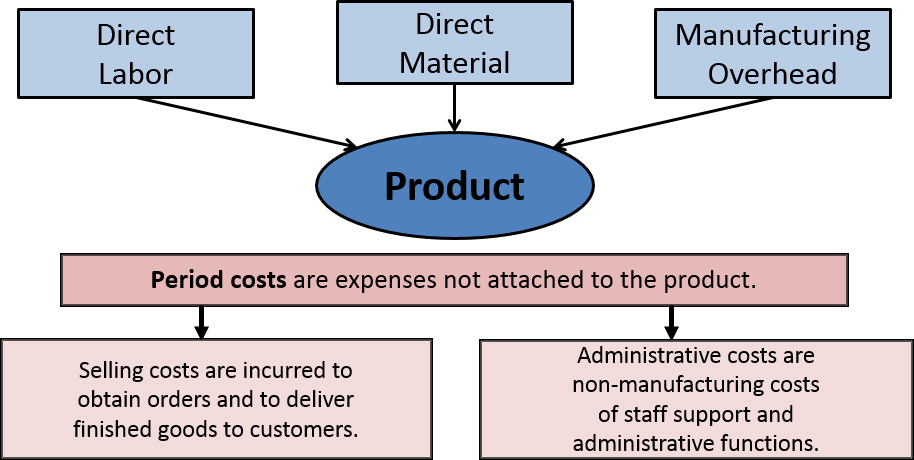 Direct
Labor
Direct
Material
Manufacturing
Overhead
Product
Period costs are expenses not attached to the product.
Selling costs are incurred to
obtain orders and to deliver
finished goods to customers.
Administrative costs are
non-manufacturing costs
of staff support and
administrative functions.